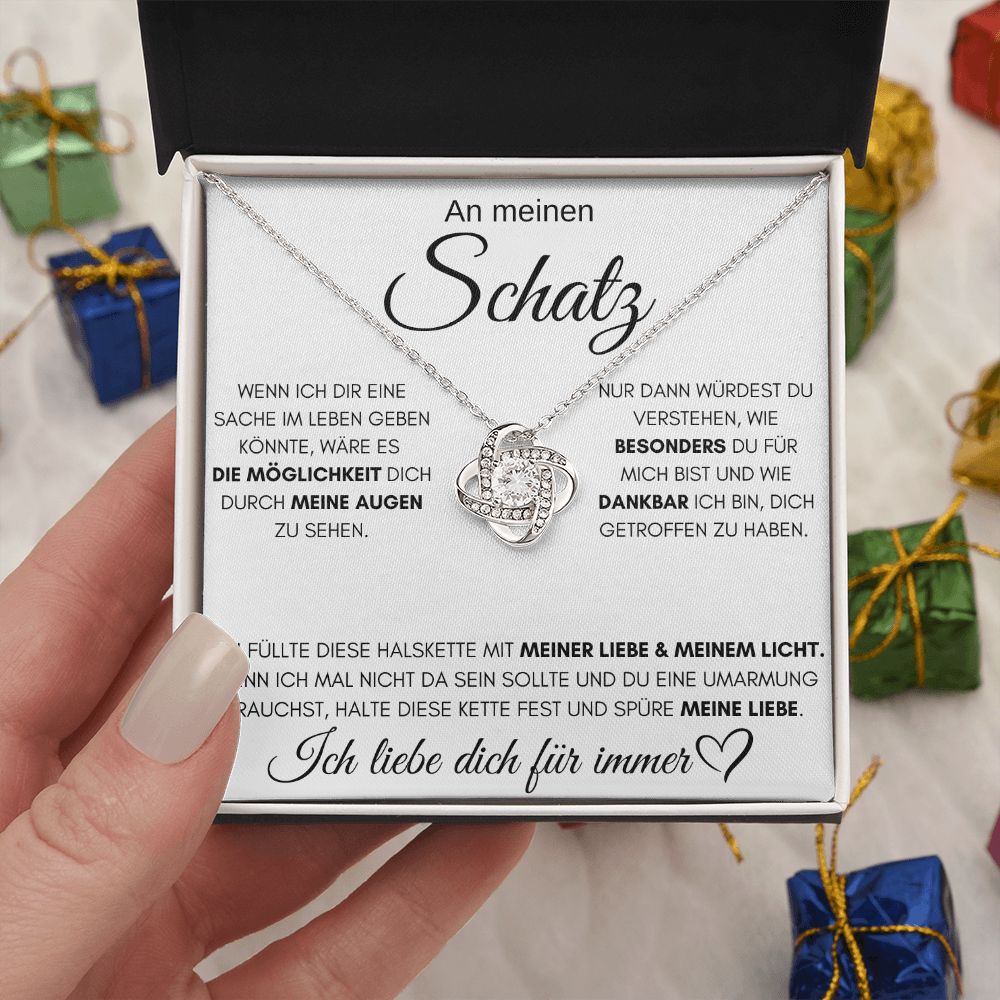 An meinen
Schatz
WENN ICH DIR EINE
SACHE IM LEBEN GEBEN
KÖNNTE, WÄRE ES
DIE MÖGLICHKEIT DICH
DURCH MEINE AUGEN
ZU SEHEN.
NUR DANN WÜRDEST DU
VERSTEHEN, WIE
BESONDERS DU FÜR
MICH BIST UND WIE
DANKBAR ICH BIN, DICH
GETROFFEN ZU HABEN.
FÜLLTE DIESE HALSKETTE MIT MEINER LIEBE & MEINEM LICHT.
ICH MAL NICHT DA SEIN SOLLTE UND DU EINE UMARMUNG
RAUCHST, HALTE DIESE KETTE FEST UND SPÜRE MEINE LIEBE.
Ich liebe dich für immer